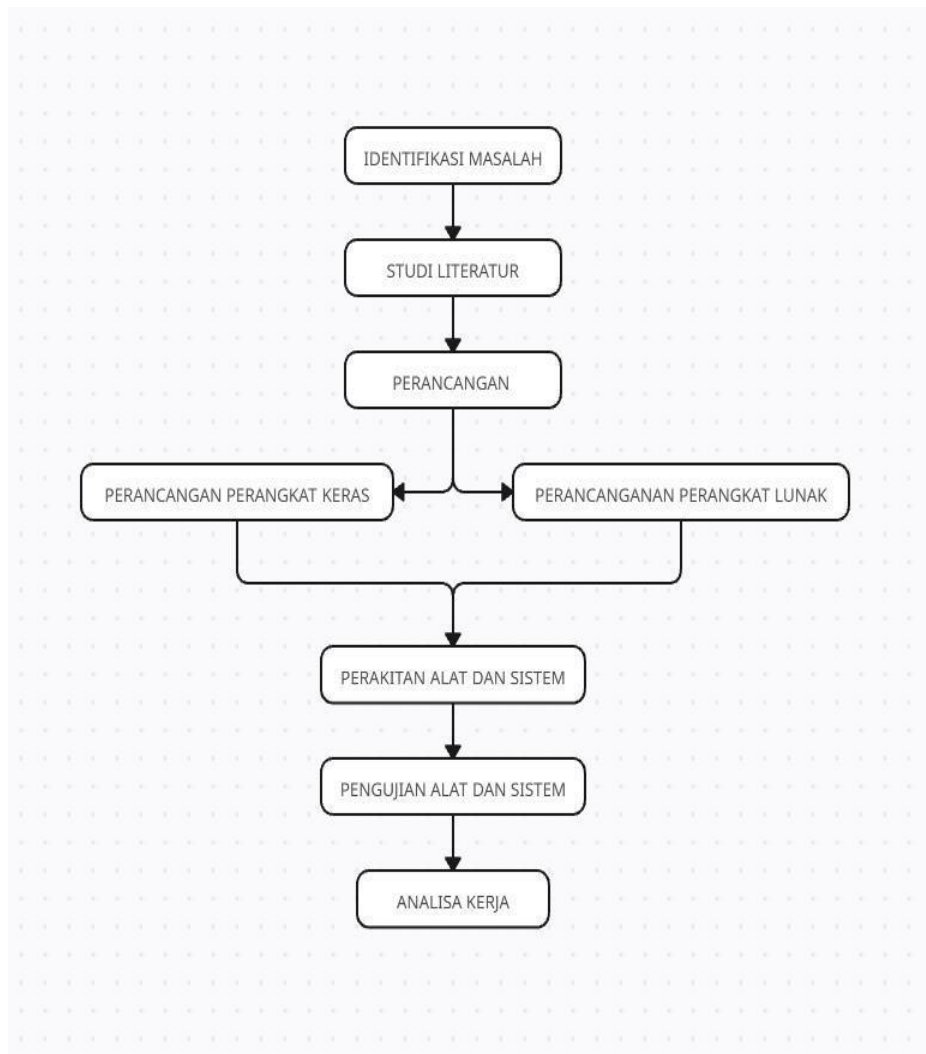 IDENTIFIKASI MASALAH
STUDI LITERATUR
PERANCANGAN
PERANCANGAN PERANGKAT KERAS
PERANCANGANAN PERANGKAT LUNAK
PERAKITAN ALAT DAN SISTEM
PENGUJIAN ALAT DAN SISTEM
ANALISA KERJA